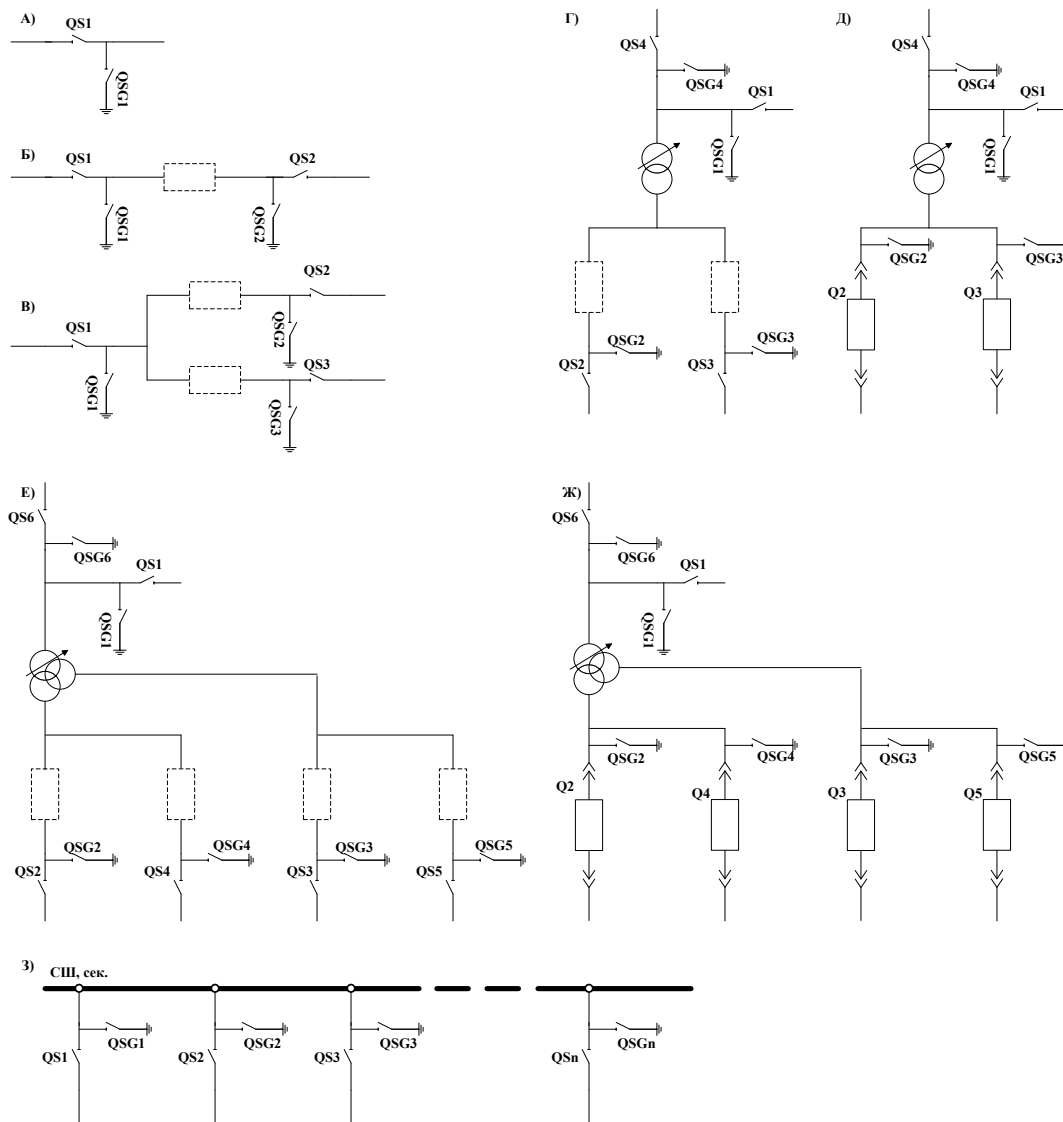 А)
QS1
QSG1
Б)
QS1
QS2
QSG1
QSG2
В)
QS1
QS2
QSG2
QS3
QSG1
QSG3
Г)
QS4
QSG4
QS1
QSG1
QSG2
QS2
QSG3
QS3
Д)
QS4
QSG4
QS1
QSG1
QSG2
QSG3
Q2
Q3
Е)
QS6
QSG6
QS1
QSG1
QSG2
QSG4
QSG3
QSG5
QS2
QS4
QS3
QS5
Ж)
QS6
QSG6
QS1
QSG1
QSG2
QSG4
QSG3
QSG5
Q2
Q4
Q3
Q5
З)
СШ, сек.
QSG1
QSG2
QSG3
QSGn
QS1
QS2
QS3
QSn